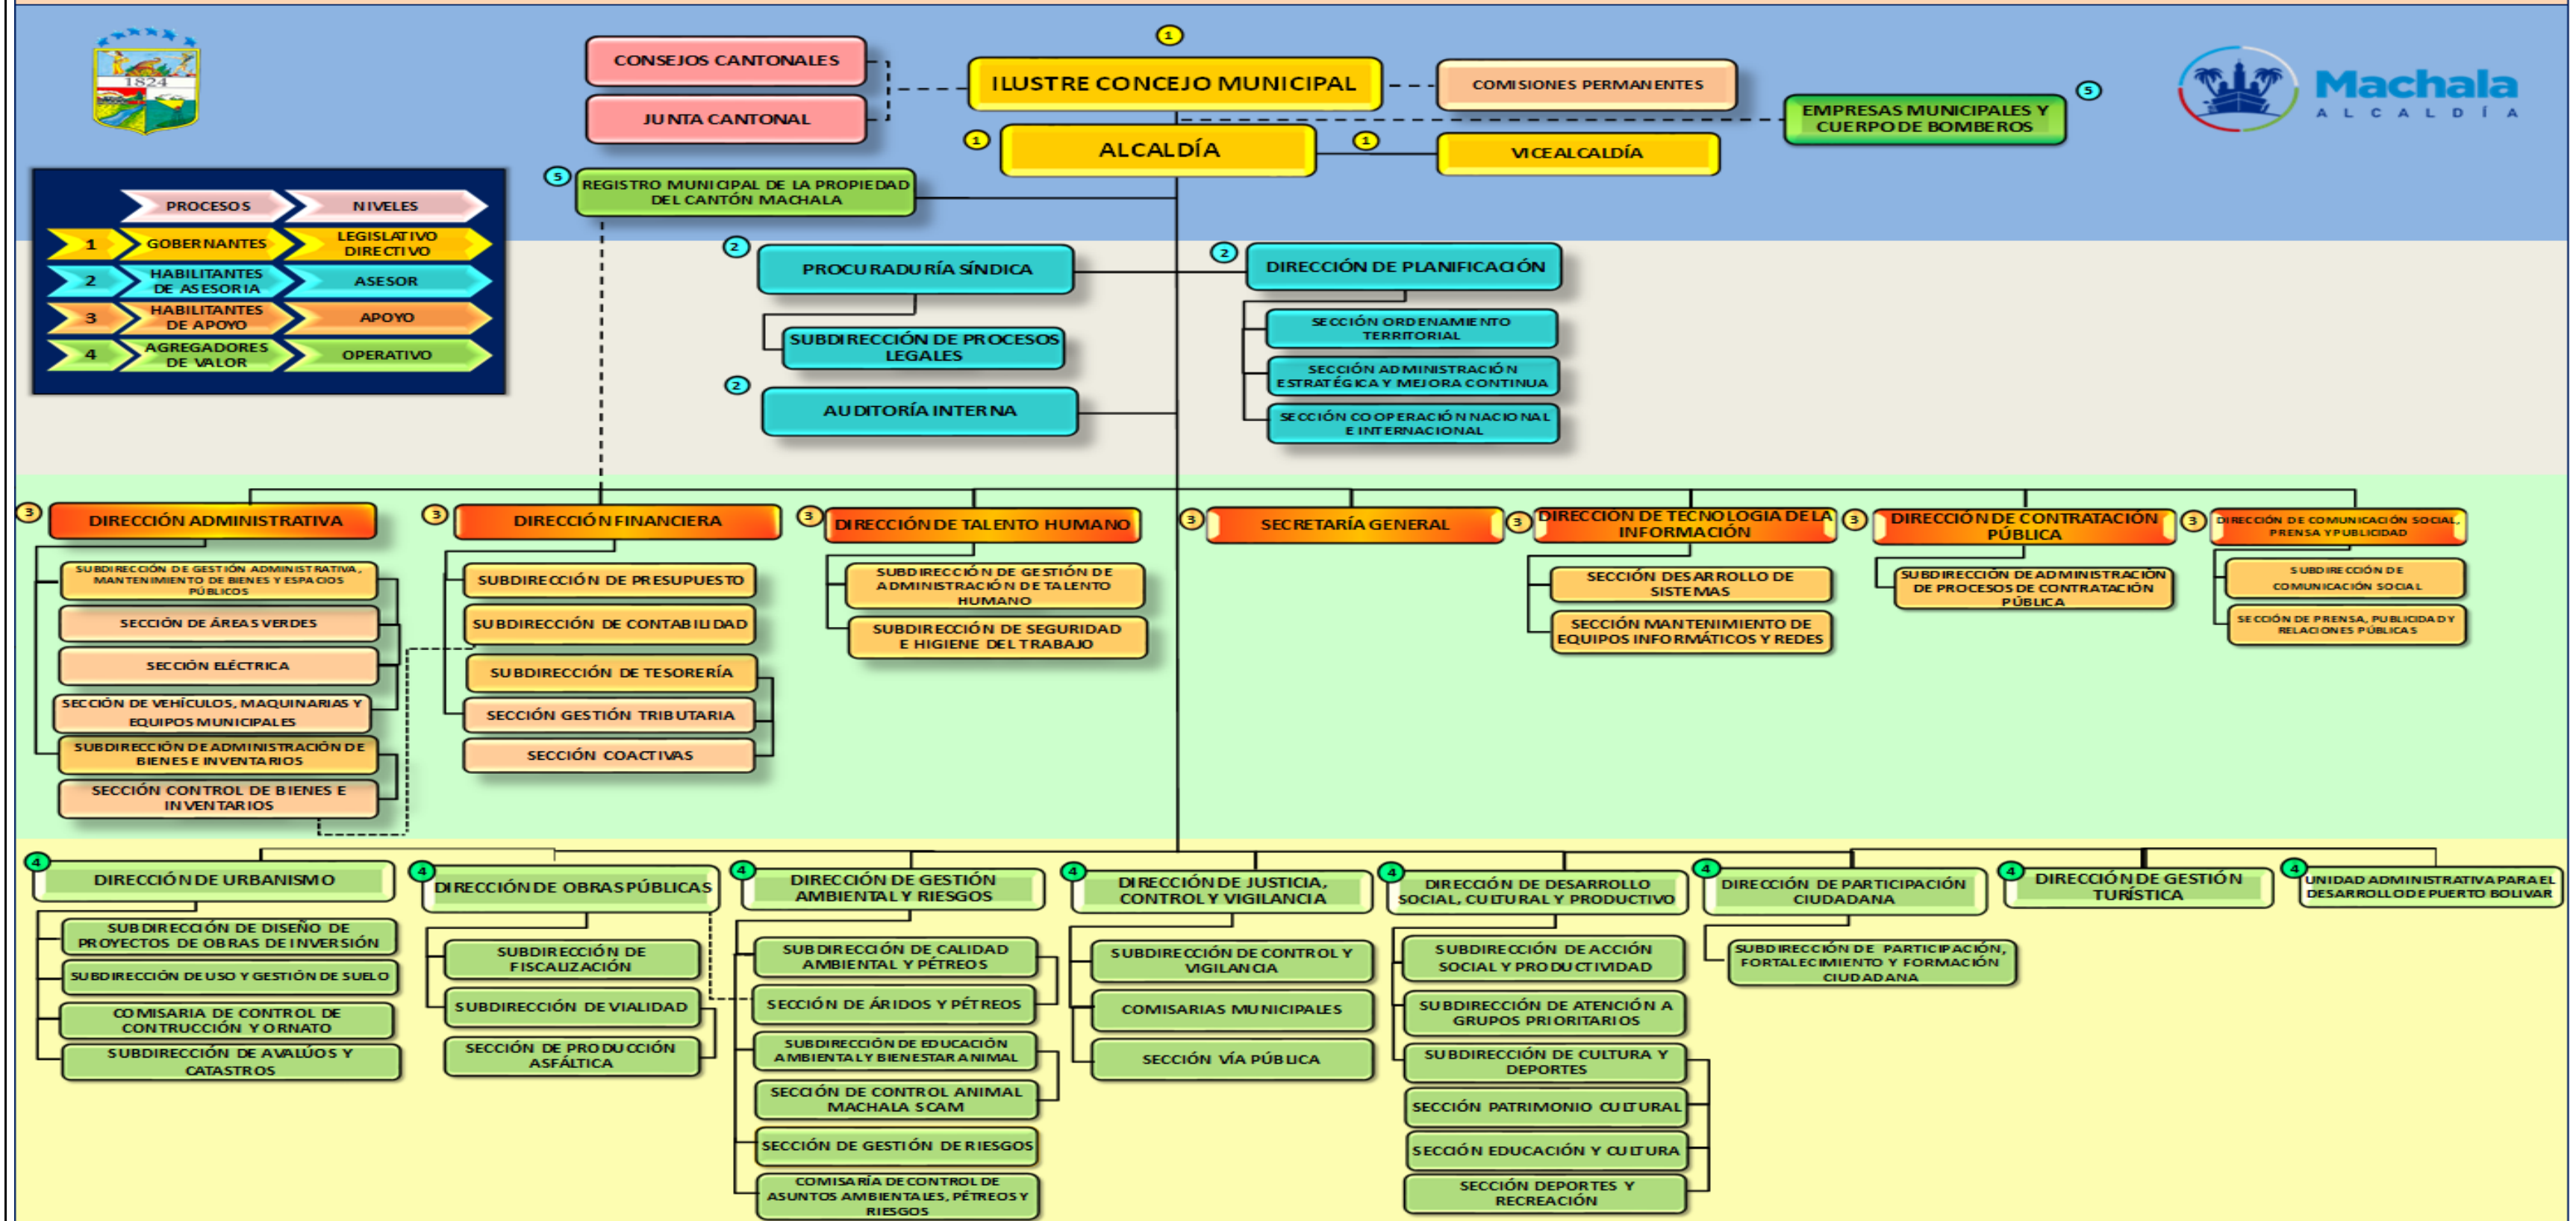 1
CONSEJOS CANTONALES
ILUSTRE CONCEJO MUNICIPAL
COMISIONES PERMANENTES
1824
JUNTA CANTONAL
5
EMPRESAS MUNICIPALES Y
CUERPO DE BOMBEROS
Machala
ALCALDÍA
1
ALCALDÍA
1
VICEALCALDÍA
5
REGISTRO MUNICIPAL DE LA PROPIEDAD
DEL CANTÓN MACHALA
PROCESOS
NIVELES
1
GOBERNANTES
LEGISLATIVO
DIRECTIVO
2
HABILITANTES
DE ASESORIA
ASESOR
3
HABILITANTES
DE APOYO
APOYO
4
AGREGADORES
DE VALOR
OPERATIVO
2
PROCURADURÍA SÍNDICA
2
DIRECCIÓN DE PLANIFICACIÓN
SUBDIRECCIÓN DE PROCESOS
LEGALES
SECCIÓN ORDENAMIENTO
TERRITORIAL
SECCIÓN ADMINISTRACIÓN
ESTRATÉGICA Y MEJORA CONTINUA
2
AUDITORÍA INTERNA
SECCIÓN COOPERACIÓN NACIONAL
E INTERNACIONAL
3
DIRECCIÓN ADMINISTRATIVA
SUBDIRECCIÓN DE GESTIÓN ADMINISTRATIVA,
MANTENIMIENTO DE BIENES Y ESPACIOS
PÚBLICOS
SECCIÓN DE ÁREAS VERDES
SECCIÓN ELÉCTRICA
SECCIÓN DE VEHÍCULOS, MAQUINARIAS Y
EQUIPOS MUNICIPALES
SUBDIRECCIÓN DE ADMINISTRACIÓN DE
BIENES E INVENTARIOS
SECCIÓN CONTROL DE BIENES E
INVENTARIOS
3
DIRECCIÓN FINANCIERA
SUBDIRECCIÓN DE PRESUPUESTO
SUBDIRECCIÓN DE CONTABILIDAD
SUBDIRECCIÓN DE TESORERÍA
SECCIÓN GESTIÓN TRIBUTARIA
SECCIÓN COACTIVAS
3
DIRECCIÓN DE TALENTO HUMANO
SUBDIRECCIÓN DE GESTIÓN DE
ADMINISTRACIÓN DE TALENTO
HUMANO
SUBDIRECCIÓN DE SEGURIDAD
E HIGIENE DEL TRABAJO
3
SECRETARÍA GENERAL
3
DIRECCION DE TECNOLOGIA DE LA
INFORMACIÓN
SECCIÓN DESARROLLO DE
SISTEMAS
SECCIÓN MANTENIMIENTO DE
EQUIPOS INFORMÁTICOS Y REDES
3
DIRECCIÓN DE CONTRATACIÓN
PÚBLICA
SUBDIRECCIÓN DE ADMINISTRACIÓN
DE PROCESOS DE CONTRATACIÓN
PÚBLICA
3
DIRECCIÓN DE COMUNICACIÓN SOCIAL,
PRENSA Y PUBLICIDAD
SUBDIRECCIÓN DE
COMUNICACIÓN SOCIAL
SECCIÓN DE PRENSA, PUBLICIDAD Y
RELACIONES PÚBLICAS
4
DIRECCIÓN DE URBANISMO
SUBDIRECCIÓN DE DISEÑO DE
PROYECTOS DE OBRAS DE INVERSIÓN
SUBDIRECCIÓN DE USO Y GESTIÓN DE SUELO
COMISARIA DE CONTROL DE
CONTRUCCIÓN Y ORNATO
SUBDIRECCIÓN DE AVALÚOS Y
CATASTROS
4
DIRECCIÓN DE OBRAS PÚBLICAS
SUBDIRECCIÓN DE
FISCALIZACIÓN
SUBDIRECCIÓN DE VIALIDAD
SECCIÓN DE PRODUCCIÓN
ASFÁLTICA
4
DIRECCIÓN DE GESTIÓN
AMBIENTAL Y RIESGOS
SUBDIRECCIÓN DE CALIDAD
AMBIENTAL Y PÉTREOS
SECCIÓN DE ÁRIDOS Y PÉTREOS
SUBDIRECCIÓN DE EDUCACIÓN
AMBIENTAL Y BIENESTAR ANIMAL
SECCIÓN DE CONTROL ANIMAL
MACHALA SCAM
SECCIÓN DE GESTIÓN DE RIESGOS
COMISARÍA DE CONTROL DE
ASUNTOS AMBIENTALES, PÉTREOS Y
RIESGOS
4
DIRECCIÓN DE JUSTICIA,
CONTROL Y VIGILANCIA
SUBDIRECCIÓN DE CONTROL Y
VIGILANCIA
COMISARIAS MUNICIPALES
SECCIÓN VÍA PÚBLICA
4
DIRECCIÓN DE DESARROLLO
SOCIAL, CULTURAL Y PRODUCTIVO
SUBDIRECCIÓN DE ACCIÓN
SOCIAL Y PRODUCTIVIDAD
SUBDIRECCIÓN DE ATENCIÓN A
GRUPOS PRIORITARIOS
SUBDIRECCIÓN DE CULTURA Y
DEPORTES
SECCIÓN PATRIMONIO CULTURAL
SECCIÓN EDUCACIÓN Y CULTURA
SECCIÓN DEPORTES Y
RECREACIÓN
4
DIRECCIÓN DE PARTICIPACIÓN
CIUDADANA
SUBDIRECCIÓN DE PARTICIPACIÓN,
FORTALECIMIENTO Y FORMACIÓN
CIUDADANA
4
DIRECCIÓN DE GESTIÓN
TURÍSTICA
4
UNIDAD ADMINISTRATIVA PARA EL
DESARROLLO DE PUERTO BOLIVAR